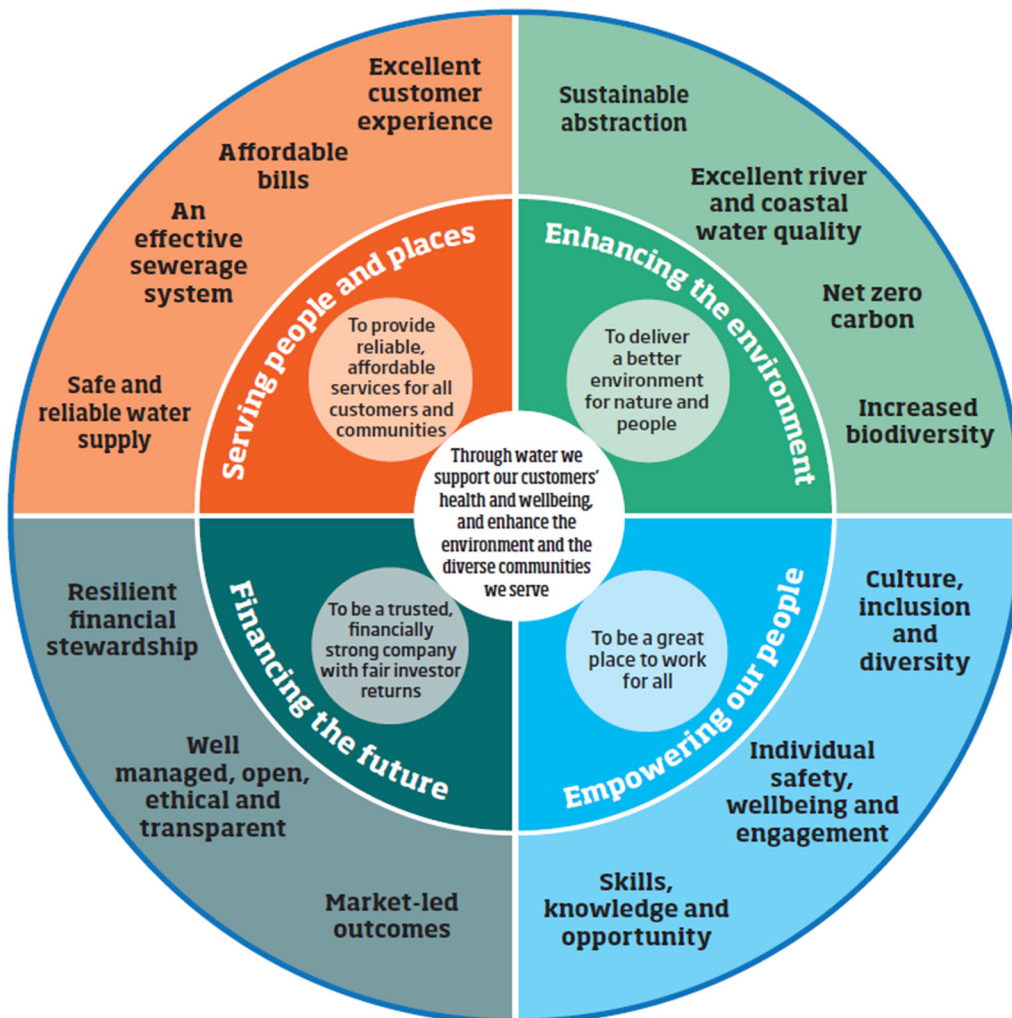 Excellent
customer
experience
Affordable
bills
An
effective
sewerage
system
Safe and
reliable water
supply
Serving people and places
To provide
reliable,
affordable
services for all
customers and
communities
Sustainable
abstraction
Excellent river
and coastal
water quality
Net zero
carbon
Increased
biodiversity
Enhancing the environment
To deliver
a better
environment
for nature and
people
Through water we
support our customers'
health and wellbeing,
and enhance the
environment and the
diverse communities
we serve
Resilient
financial
stewardship
Well
managed, open,
ethical and
transparent
Market-led
outcomes
Financing the future
To be a trusted,
financially
strong company
with fair investor
returns
Culture,
inclusion
and
diversity
Individual
safety,
wellbeing and
engagement
Skills,
knowledge and
opportunity
Empowering our people
To be a great
place to work
for all